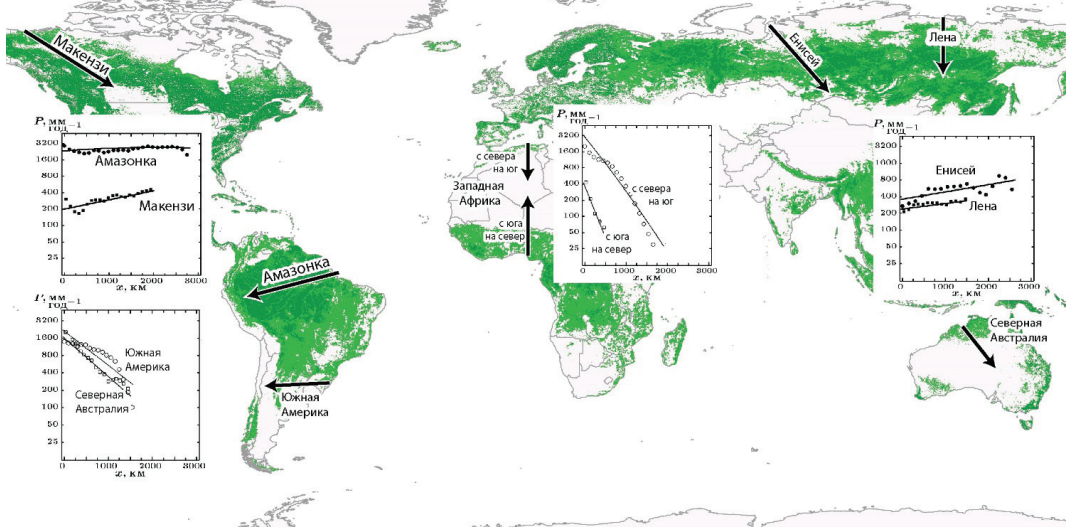 Макензи
Енисей
Лена
P, мм
год−1
3200
1600
800
400
200
100
50
25
Амазонка
Макензи
0 1000 2000 3000
x, км
P, мм
год−1
3200
1600
800
400
200
100
50
25
Южная
Америка
Северная
Австралия
0 1000 2000 3000
x, км
Амазонка
Южная
Америка
с севера
на юг
Западная
Африка
с юга
на север
P, мм
год−1
3200
1600
800
400
200
100
50
25
с севера
на юг
с юга
на север
0 1000 2000 3000
x, км
P, мм
год−1
3200
1600
800
400
200
100
50
25
Енисей
Лена
0 1000 2000 3000
x, км
Северная
Австралия